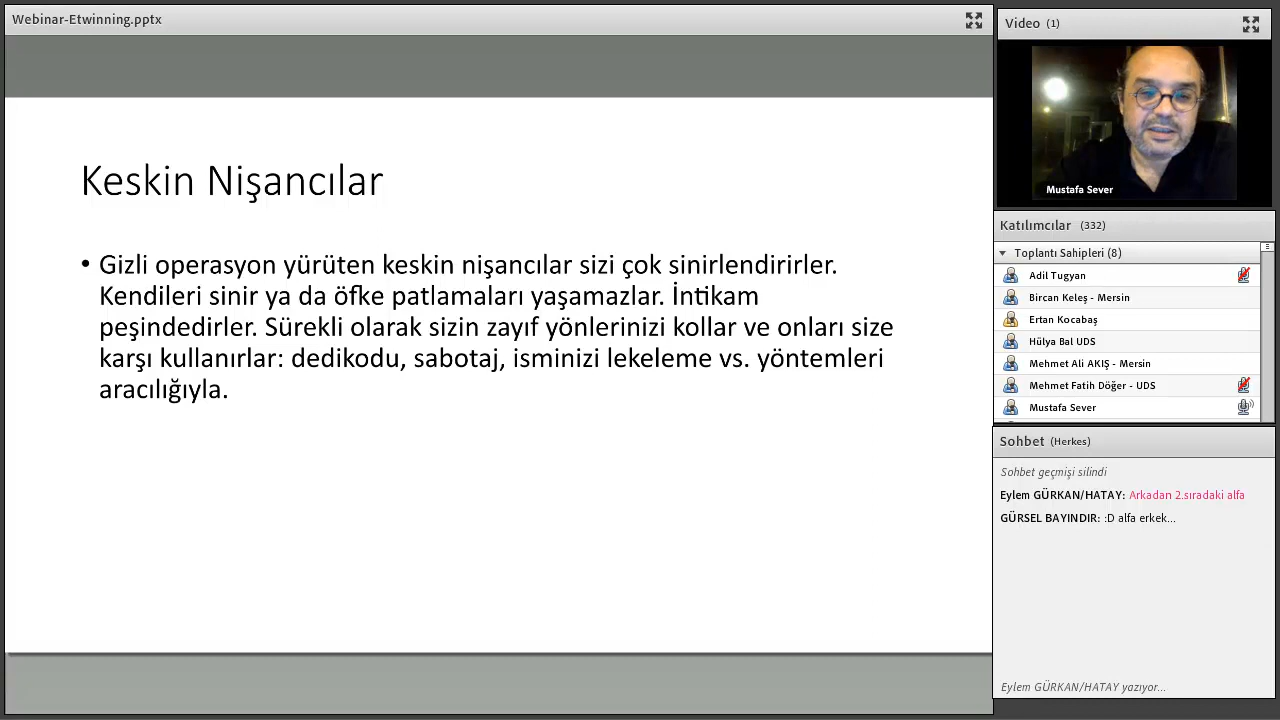 Webinar-Etwinning.pptx
Keskin Nişancılar
• Gizli operasyon yürüten keskin nişancılar sizi çok sinirlendirirler.
Kendileri sinir ya da öfke patlamaları yaşamazlar. İntikam
peşindedirler. Sürekli olarak sizin zayıf yönlerinizi kollar ve onları size
karşı kullanırlar: dedikodu, sabotaj, isminizi lekeleme vs. yöntemleri
aracılığıyla.
Video (1)
Mustafa Sever
Katılımcılar (332)
Toplantı Sahipleri (8)
Adil Tugyan
Bircan Keleş - Mersin
Ertan Kocabaş
Hülya Bal UDS
Mehmet Ali AKIŞ - Mersin
Mehmet Fatih Döğer - UDS
Mustafa Sever
Sohbet (Herkes)
Sohbet geçmişi silindi
Eylem GÜRKAN/HATAY: Arkadan 2.sıradaki alfa
GÜRSEL BAYINDIR: :D alfa erkek...
Eylem GÜRKAN/HATAY yazıyor...